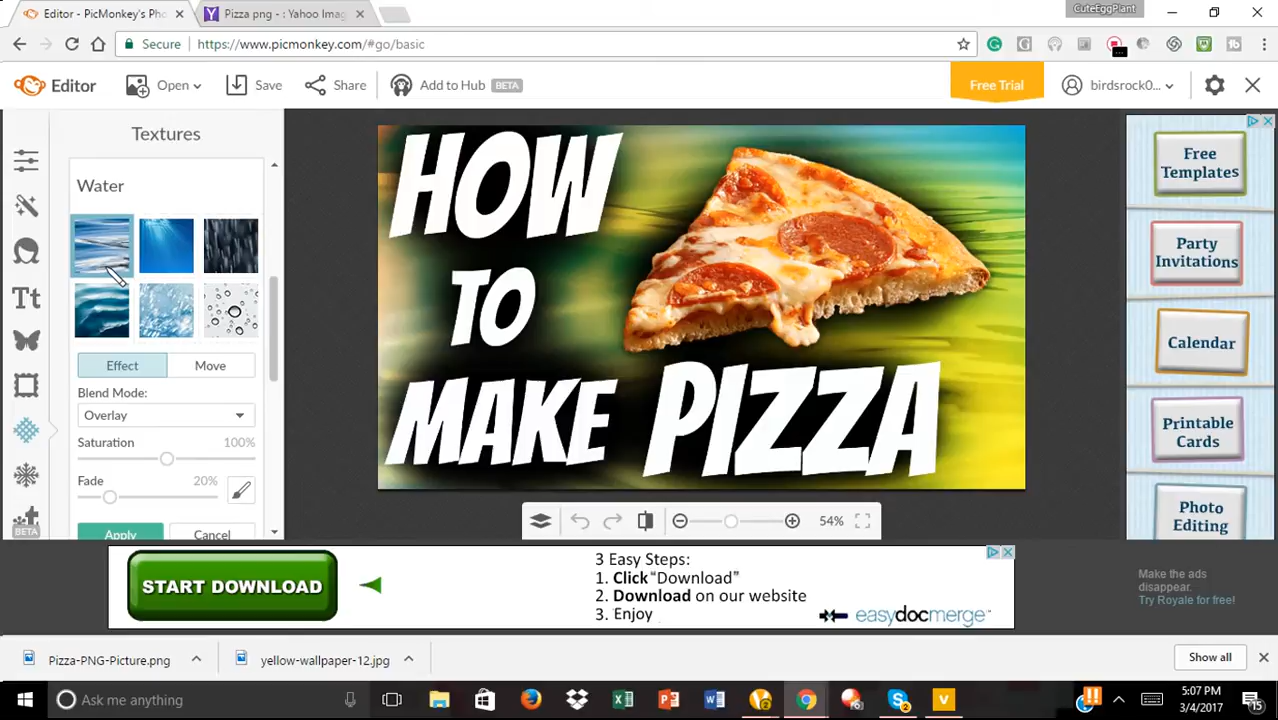 Editor - PicMonkey's Pho
Pizza png - : Yahoo Imag
CuteEggPlant
Secure
https://www.picmonkey.com/#go/basic
Editor
Open
Save
Share
Add to Hub BETA
Free Trial
birdsrock0...
Textures
Water
Effect
Move
Blend Mode:
Overlay
Saturation 100%
Fade 20%
Apply
Cancel
Tt
BETA
HOW
TO
MAKE PIZZA
54%
Free
Templates
Party
Invitations
Calendar
Printable
Cards
Photo
Editing
START DOWNLOAD
3 Easy Steps:
1. Click "Download"
2. Download on our website
3. Enjoy
easydocmerge™
Make the ads
disappear.
Try Royale for free!
Pizza-PNG-Picture.png
yellow-wallpaper-12.jpg
Show all
Ask me anything
5:07 PM
3/4/2017
15